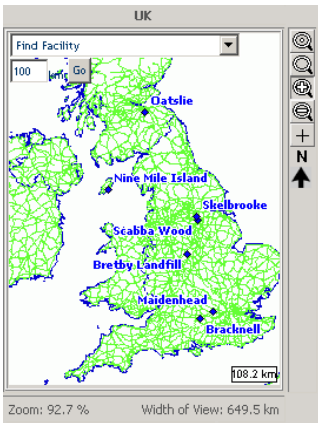 UK
Find Facility
100 km Go
Oatslie
Nine Mile Island
Skelbrooke
Scabba Wood
Bretby Landfill
Maidenhead
Bracknell
N
108.2 km
Zoom: 92.7 % Width of View: 649.5 km